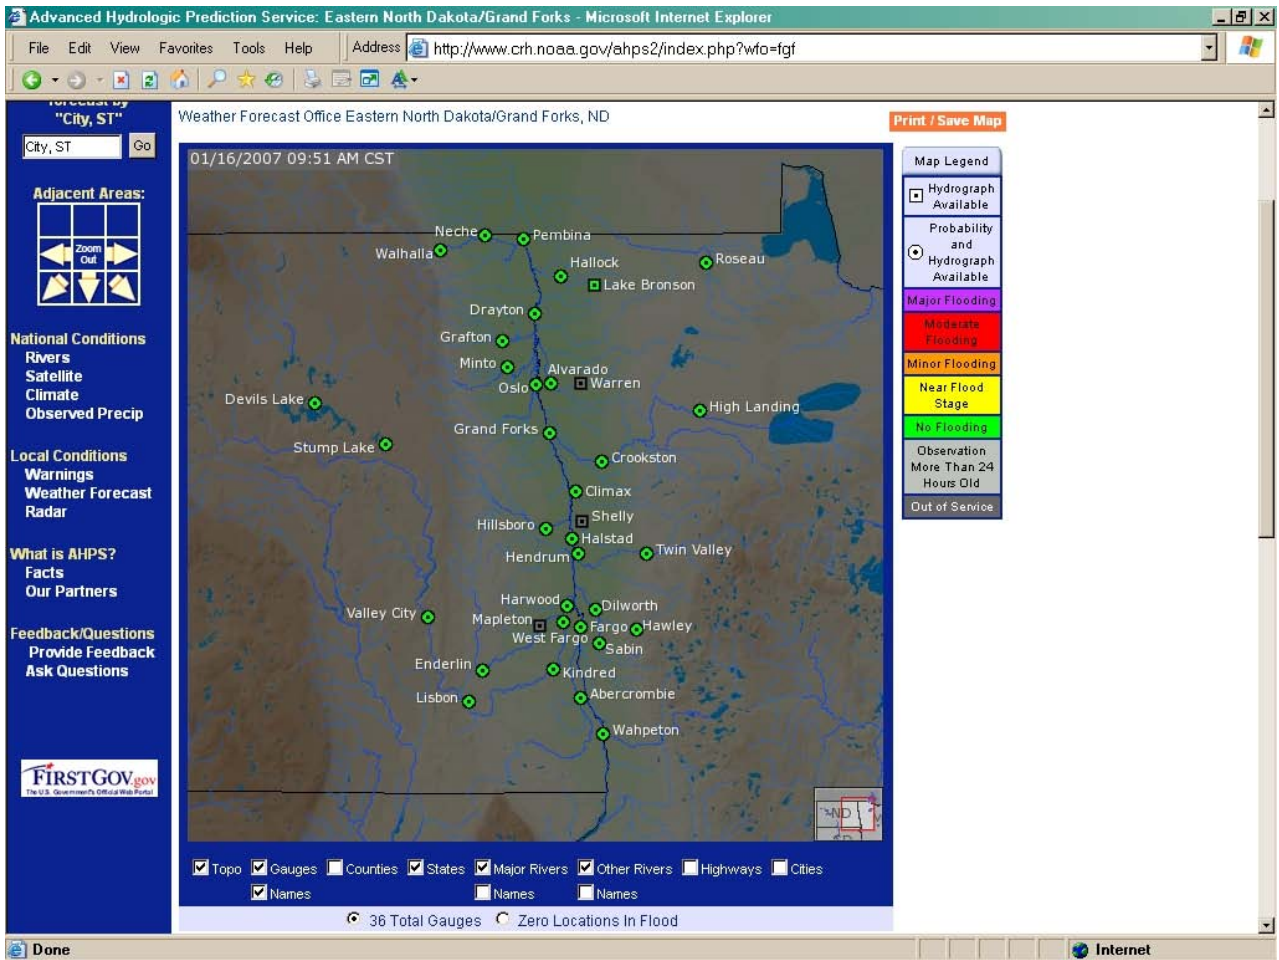 Advanced Hydrologic Prediction Service: Eastern North Dakota/Grand Forks - Microsoft Internet Explorer
File Edit View Favorites Tools Help
Address http://www.crh.noaa.gov/ahps2/index.php?wfo=fgf
forecast by
"City, ST"
City, ST
Go
Adjacent Areas:
Zoom
Out
National Conditions
Rivers
Satellite
Climate
Observed Precip
Local Conditions
Warnings
Weather Forecast
Radar
What is AHPS?
Facts
Our Partners
Feedback/Questions
Provide Feedback
Ask Questions
FIRSTGOV.gov
The U.S. Government's Official Web Portal
Weather Forecast Office Eastern North Dakota/Grand Forks, ND
Print / Save Map
01/16/2007 09:51 AM CST
Neche
Pembina
Walhalla
Roseau
Hallock
Lake Bronson
Drayton
Grafton
Minto
Alvarado
Oslo
Warren
Devils Lake
High Landing
Grand Forks
Stump Lake
Crookston
Climax
Shelly
Hillsboro
Halstad
Hendrum
Twin Valley
Harwood
Dilworth
Valley City
Mapleton
Fargo
Hawley
West Fargo
Sabin
Enderlin
Kindred
Lisbon
Abercrombie
Wahpeton
ND
Map Legend
Hydrograph
Available
Probability
and
Hydrograph
Available
Major Flooding
Moderate
Flooding
Minor Flooding
Near Flood
Stage
No Flooding
Observation
More Than 24
Hours Old
Out of Service
Topo Gauges Counties States Major Rivers Other Rivers Highways Cities
Names Names Names
36 Total Gauges Zero Locations In Flood
Done
Internet